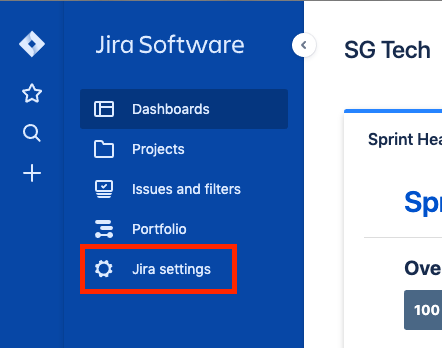 Jira Software
Dashboards
Projects
Issues and filters
Portfolio
Jira settings
SG Tech
Sprint Hea
Spr
Ove
100